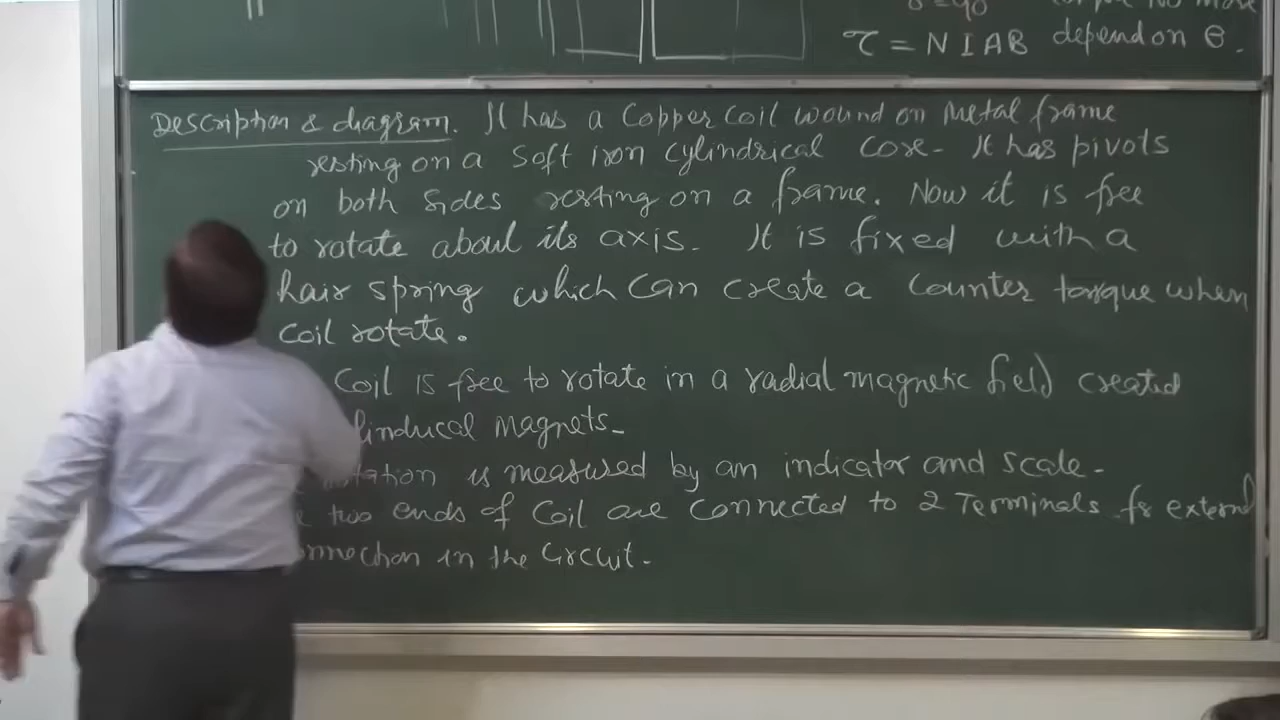 θ = 90
τ = NIAB depend on θ.
Description & diagram. It has a Copper Coil wound on Metal frame
resting on a Soft iron Cylindrical Core- It has pivots
on both Sides resting on a frame. Now it is free
to rotate about its axis. It is fixed with a
hair spring which can create a counter torque when
Coil rotate.
Coil is free to rotate in a radial magnetic field created
magnets-
is measured by an indicator and scale-
two ends of Coil are Connected to 2 Terminals fr external
in the Circuit.